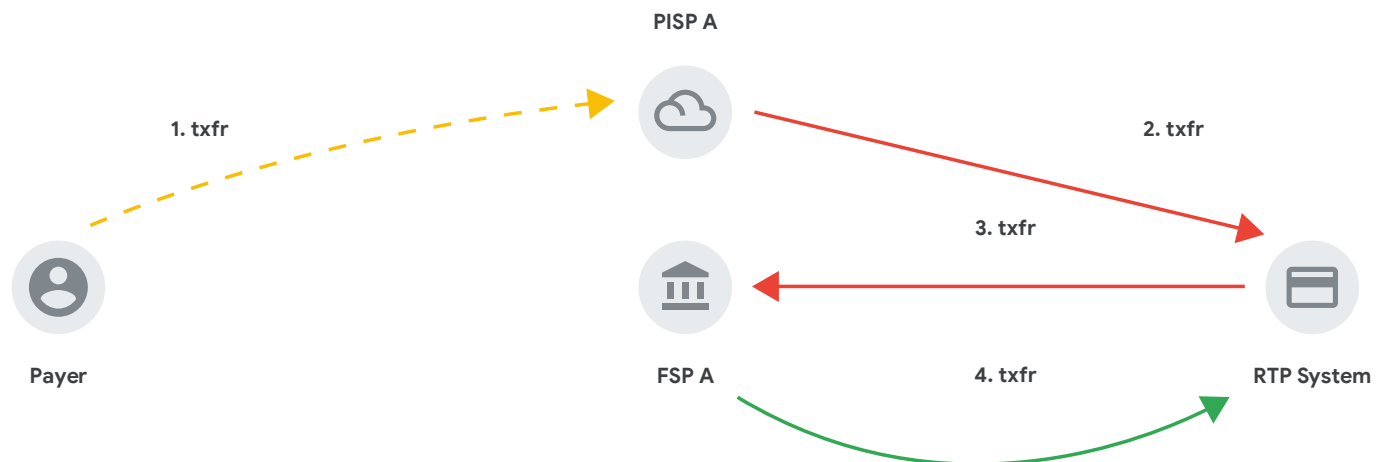 PISP A
1. txfr
2. txfr
3. txfr
Payer
FSP A
4. txfr
RTP System